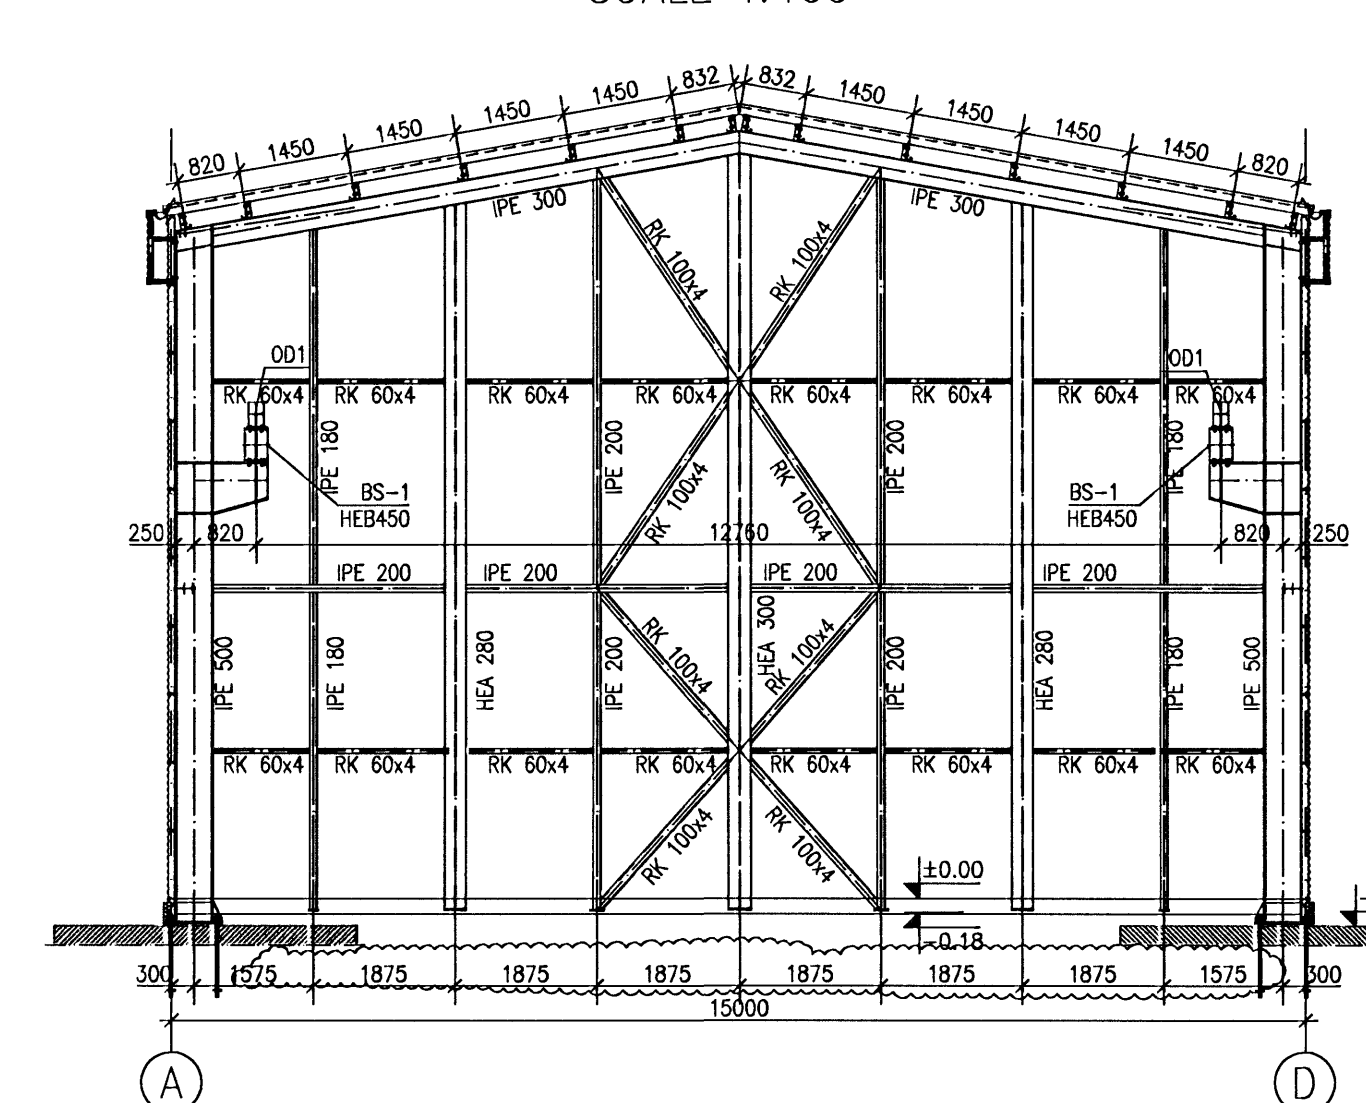 832 832
1450 1450
1450 1450
1450 1450
1450 1450
820 820
IPE 300 IPE 300
RK 100x4 RK 100x4
OD1 OD1
RK 60x4 RK 60x4 RK 60x4 RK 60x4 RK 60x4 RK 60x4 RK 60x4 RK 60x4
IPE 180 IPE 200 IPE 200 IPE 180
RK 100x4 RK 100x4
BS-1 BS-1
HEB450 HEB450
250 820 12760 820 250
IPE 200 IPE 200 IPE 200 IPE 200
RK 100x4 HEA 300 RK 100x4
IPE 500 IPE 180 HEA 280 IPE 200 IPE 200 HEA 280 IPE 180 IPE 500
RK 60x4 RK 60x4 RK 60x4 RK 60x4 RK 60x4 RK 60x4 RK 60x4 RK 60x4
RK 100x4 RK 100x4
±0.00
-0.18
300 1575 1875 1875 1875 1875 1875 1875 1575 300
15000
A D